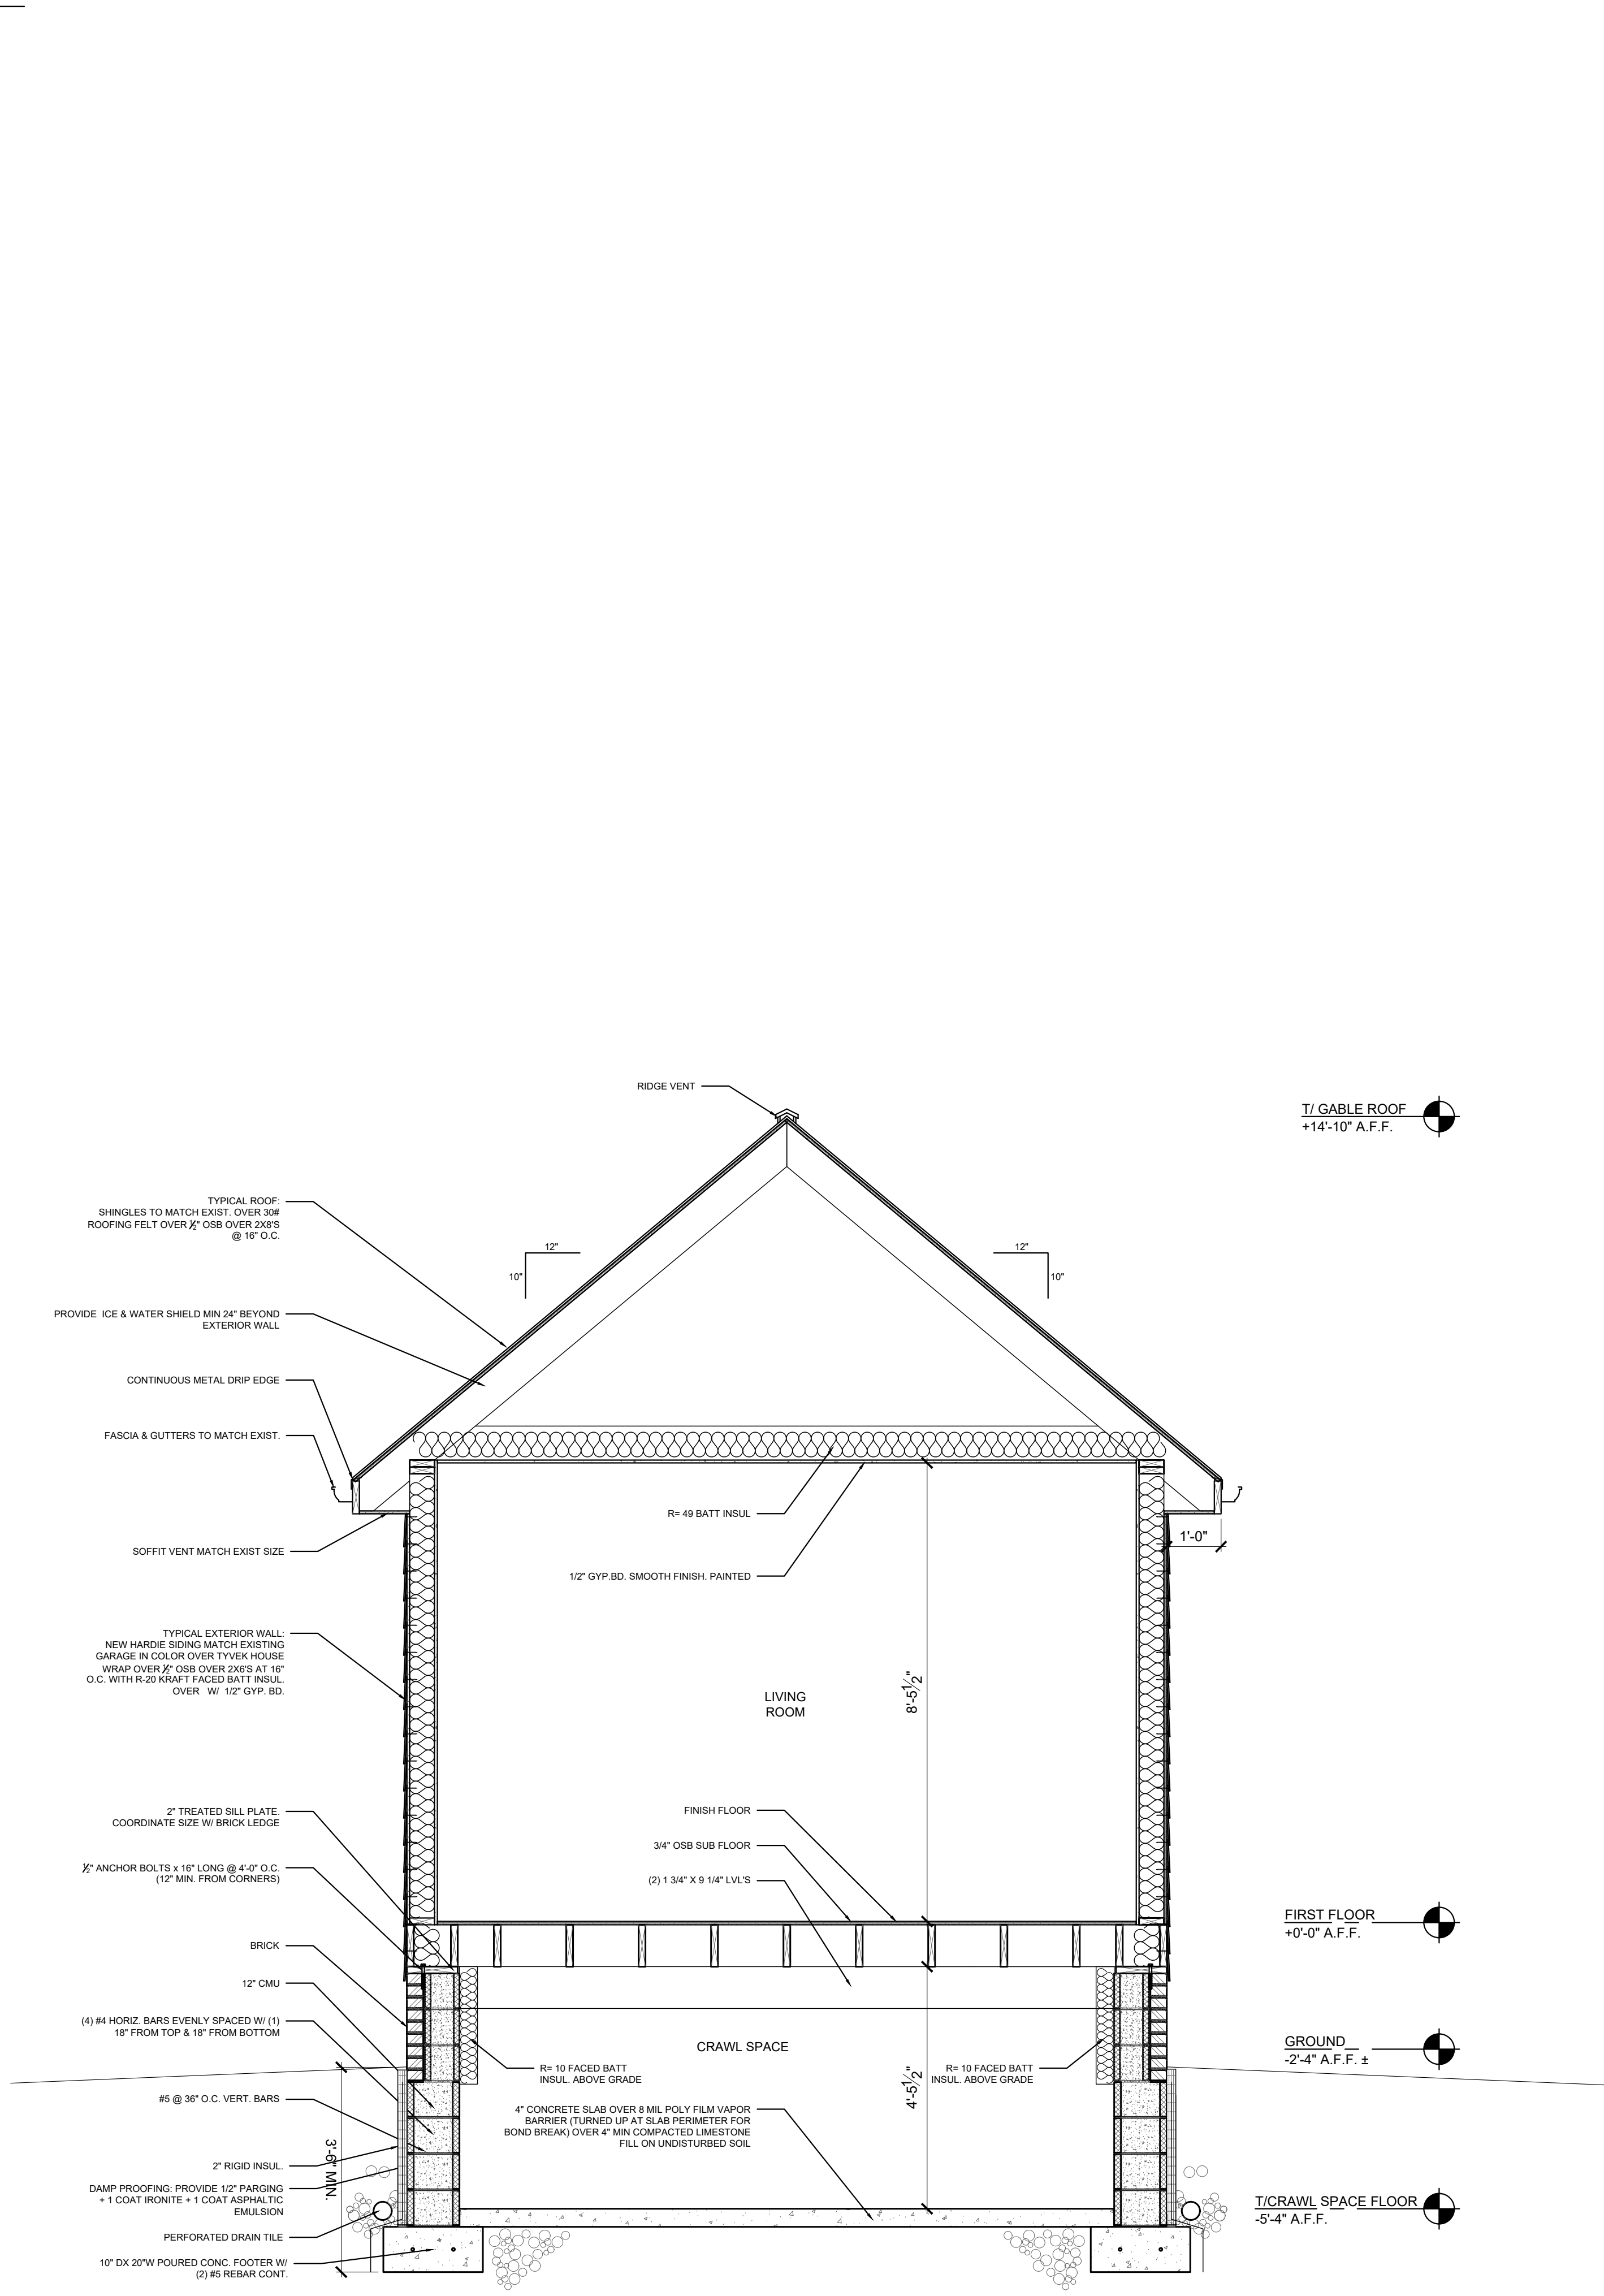 RIDGE VENT
T/ GABLE ROOF
+14'-10" A.F.F.
TYPICAL ROOF:
SHINGLES TO MATCH EXIST. OVER 30#
ROOFING FELT OVER ½" OSB OVER 2X8'S
@ 16" O.C.
12"
10"
12"
10"
PROVIDE ICE & WATER SHIELD MIN 24" BEYOND
EXTERIOR WALL
CONTINUOUS METAL DRIP EDGE
FASCIA & GUTTERS TO MATCH EXIST.
R= 49 BATT INSUL
1'-0"
SOFFIT VENT MATCH EXIST SIZE
1/2" GYP.BD. SMOOTH FINISH. PAINTED
TYPICAL EXTERIOR WALL:
NEW HARDIE SIDING MATCH EXISTING
GARAGE IN COLOR OVER TYVEK HOUSE
WRAP OVER ½" OSB OVER 2X6'S AT 16"
O.C. WITH R-20 KRAFT FACED BATT INSUL.
OVER W/ 1/2" GYP. BD.
LIVING
ROOM
8'-5½"
2" TREATED SILL PLATE.
COORDINATE SIZE W/ BRICK LEDGE
FINISH FLOOR
3/4" OSB SUB FLOOR
½" ANCHOR BOLTS x 16" LONG @ 4'-0" O.C.
(12" MIN. FROM CORNERS)
(2) 1 3/4" X 9 1/4" LVL'S
FIRST FLOOR
+0'-0" A.F.F.
BRICK
12" CMU
(4) #4 HORIZ. BARS EVENLY SPACED W/ (1)
18" FROM TOP & 18" FROM BOTTOM
CRAWL SPACE
GROUND
-2'-4" A.F.F. ±
R= 10 FACED BATT
INSUL. ABOVE GRADE
R= 10 FACED BATT
INSUL. ABOVE GRADE
4'-5½"
#5 @ 36" O.C. VERT. BARS
4" CONCRETE SLAB OVER 8 MIL POLY FILM VAPOR
BARRIER (TURNED UP AT SLAB PERIMETER FOR
BOND BREAK) OVER 4" MIN COMPACTED LIMESTONE
FILL ON UNDISTURBED SOIL
3'-6" MIN.
2" RIGID INSUL.
DAMP PROOFING: PROVIDE 1/2" PARGING
+ 1 COAT IRONITE + 1 COAT ASPHALTIC
EMULSION
T/CRAWL SPACE FLOOR
-5'-4" A.F.F.
PERFORATED DRAIN TILE
10" DX 20"W POURED CONC. FOOTER W/
(2) #5 REBAR CONT.